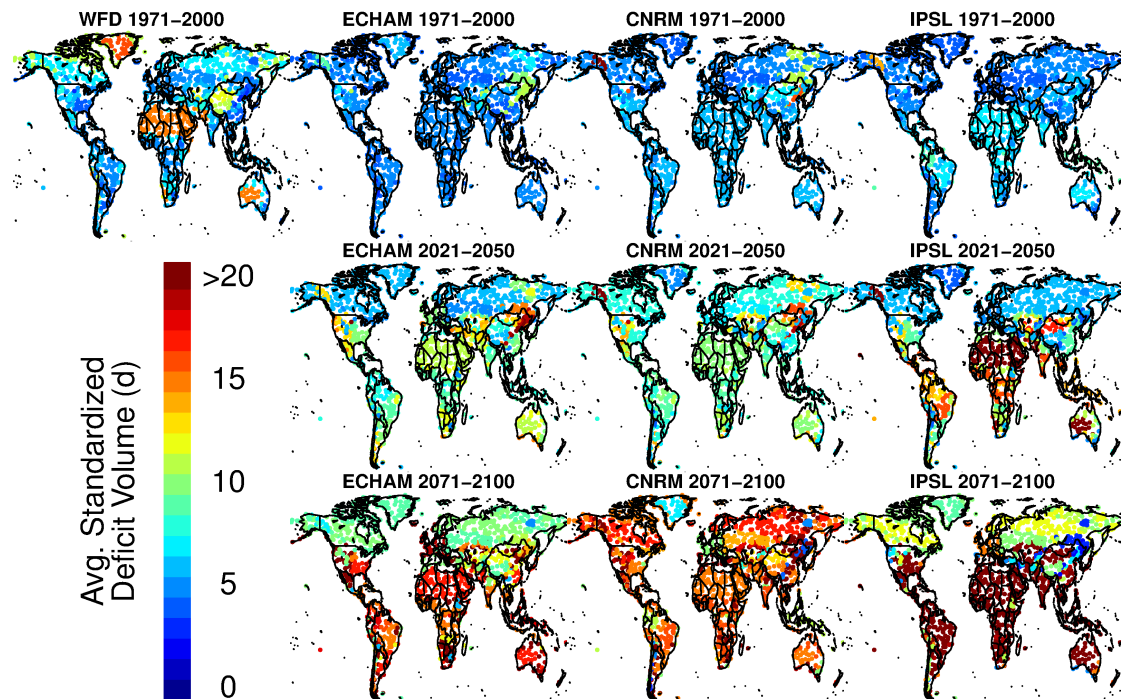 WFD 1971−2000
ECHAM 1971−2000
CNRM 1971−2000
IPSL 1971−2000
ECHAM 2021−2050
CNRM 2021−2050
IPSL 2021−2050
>20
15
10
5
0
Avg. Standardized
Deficit Volume (d)
ECHAM 2071−2100
CNRM 2071−2100
IPSL 2071−2100